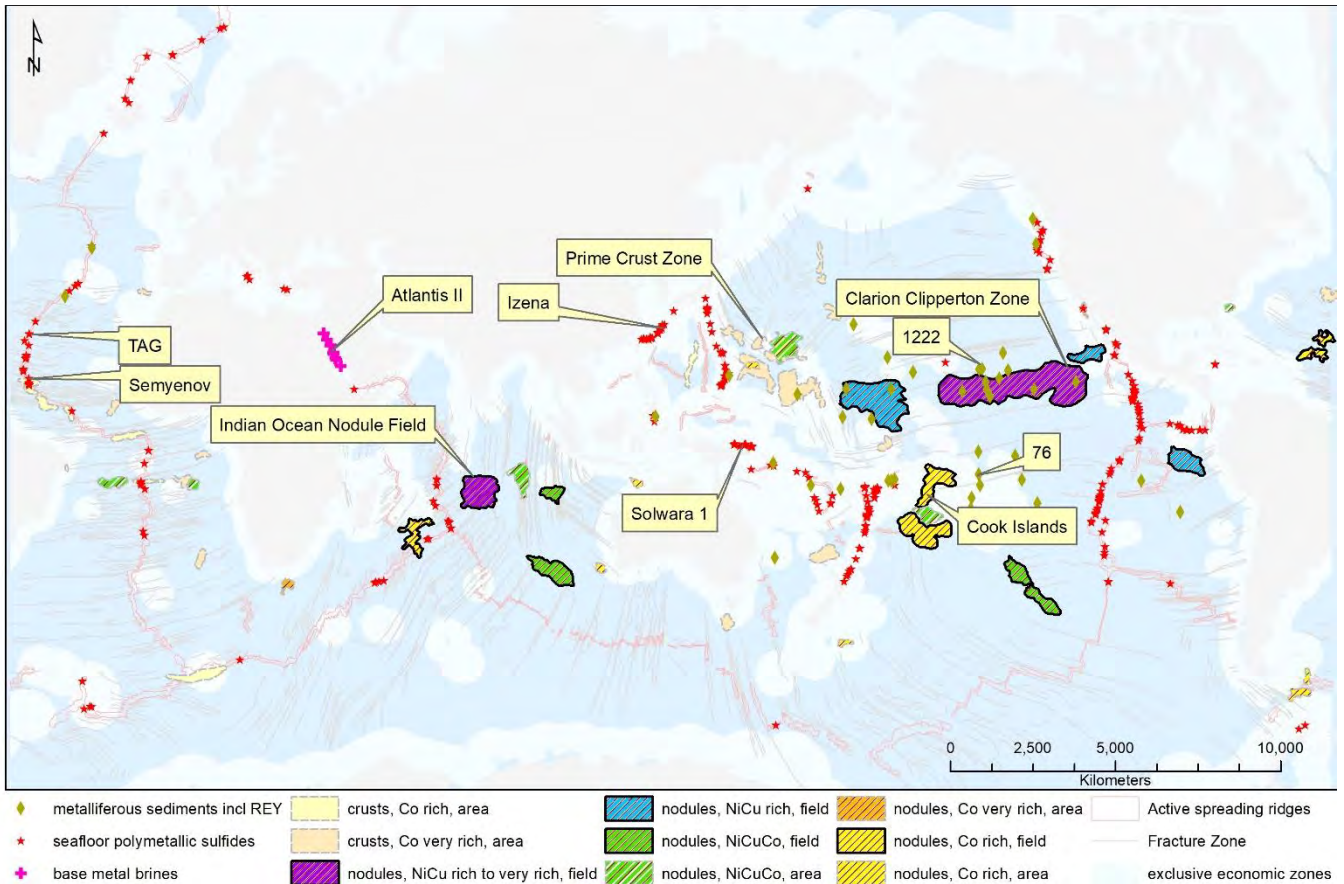 N
Prime Crust Zone
Atlantis II
Izena
Clarion Clipperton Zone
1222
TAG
Semyenov
Indian Ocean Nodule Field
76
Solwara 1
Cook Islands
0 2,500 5,000 10,000
Kilometers
metalliferous sediments incl REY
crusts, Co rich, area
nodules, NiCu rich, field
nodules, Co very rich, area
Active spreading ridges
seafloor polymetallic sulfides
crusts, Co very rich, area
nodules, NiCuCo, field
nodules, Co rich, field
Fracture Zone
base metal brines
nodules, NiCu rich to very rich, field
nodules, NiCuCo, area
nodules, Co rich, area
exclusive economic zones